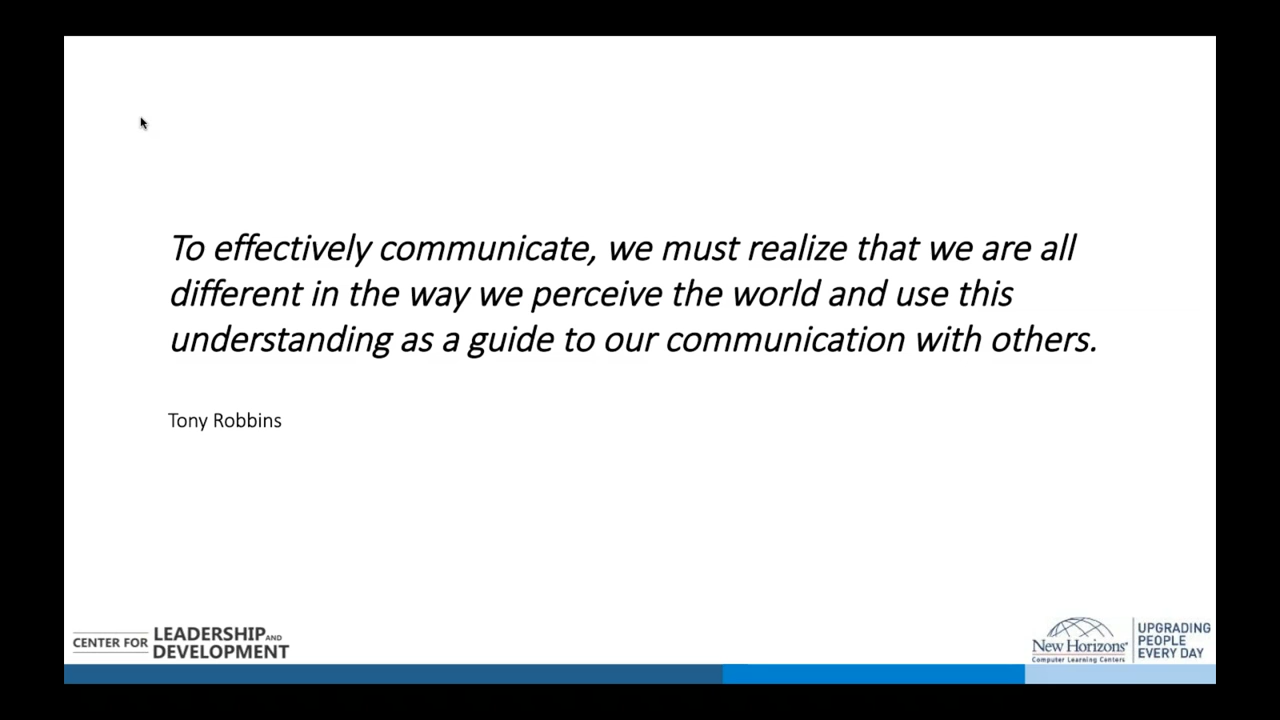 To effectively communicate, we must realize that we are all
different in the way we perceive the world and use this
understanding as a guide to our communication with others.
Tony Robbins
CENTER FOR LEADERSHIP AND
DEVELOPMENT
New Horizons®
Computer Learning Centers
UPGRADING
PEOPLE
EVERY DAY